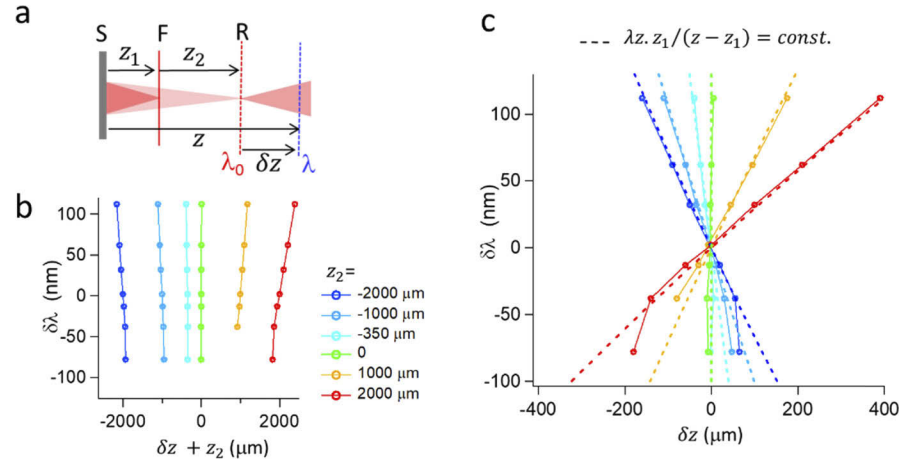 a
S
F
R
z₁
z₂
z
λ₀
δz
λ
b
δλ (nm)
100
50
0
-50
-100
-2000
-1000
0
1000
2000
δz + z₂ (μm)
z₂=
-2000 μm
-1000 μm
-350 μm
0
1000 μm
2000 μm
c
λz. z₁/(z − z₁) = const.
δλ (nm)
100
50
0
-50
-100
-400
-200
0
200
400
δz (μm)